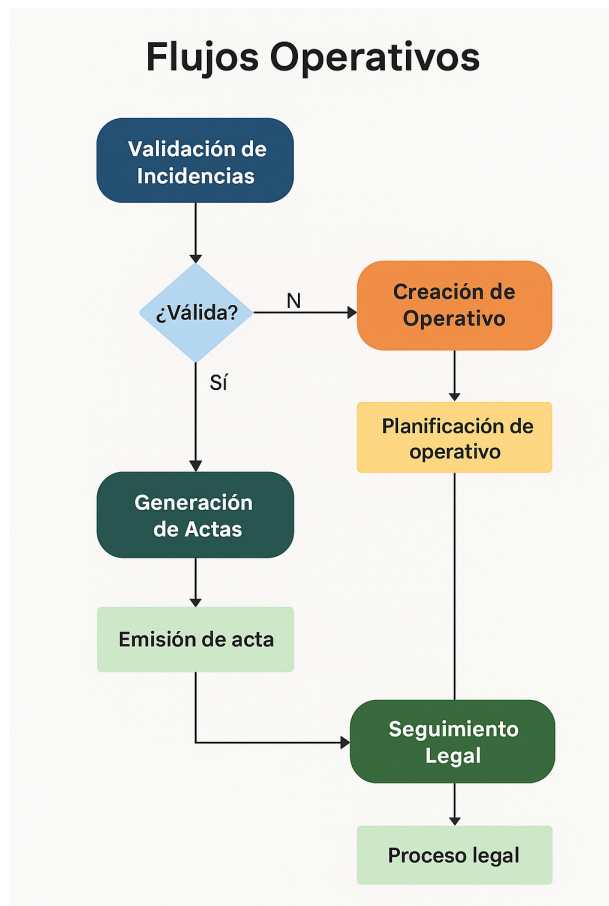 Flujos Operativos
Validación de
Incidencias
¿Válida?
N
Creación de
Operativo
Sí
Planificación de
operativo
Generación
de Actas
Emisión de acta
Seguimiento
Legal
Proceso legal